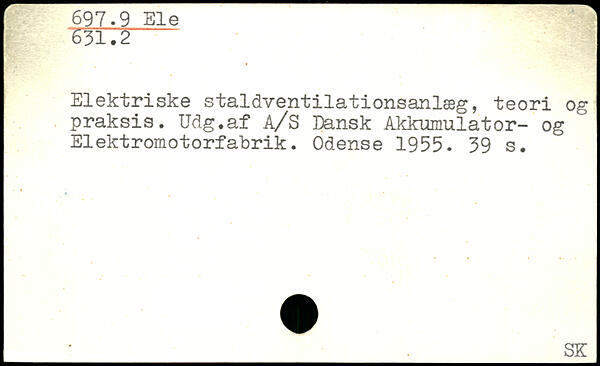 697.9 Ele
631.2
Elektriske staldventilationsanlæg, teori og
praksis. Udg.af A/S Dansk Akkumulator- og
Elektromotorfabrik. Odense 1955. 39 s.
SK